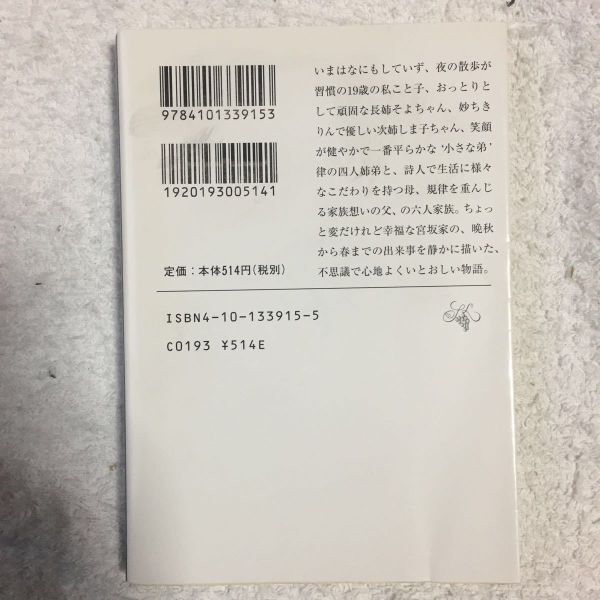 9784101339153
1920193005141
定価：本体514円（税別）
いまはなにもしていず、夜の散歩が
習慣の19歳の私こと子、おっとりと
して頑固な長姉そよちゃん、妙ちき
りんで優しい次姉しま子ちゃん、笑顔
が健やかで一番平らかな‘小さな弟’
律の四人姉弟と、詩人で生活に様々
なこだわりを持つ母、規律を重んじ
る家族想いの父、の六人家族。ちょっ
と変だけれど幸福な宮坂家の、晩秋
から春までの出来事を静かに描いた、
不思議で心地よくいとおしい物語。
ISBN4-10-133915-5
C0193 ¥514E